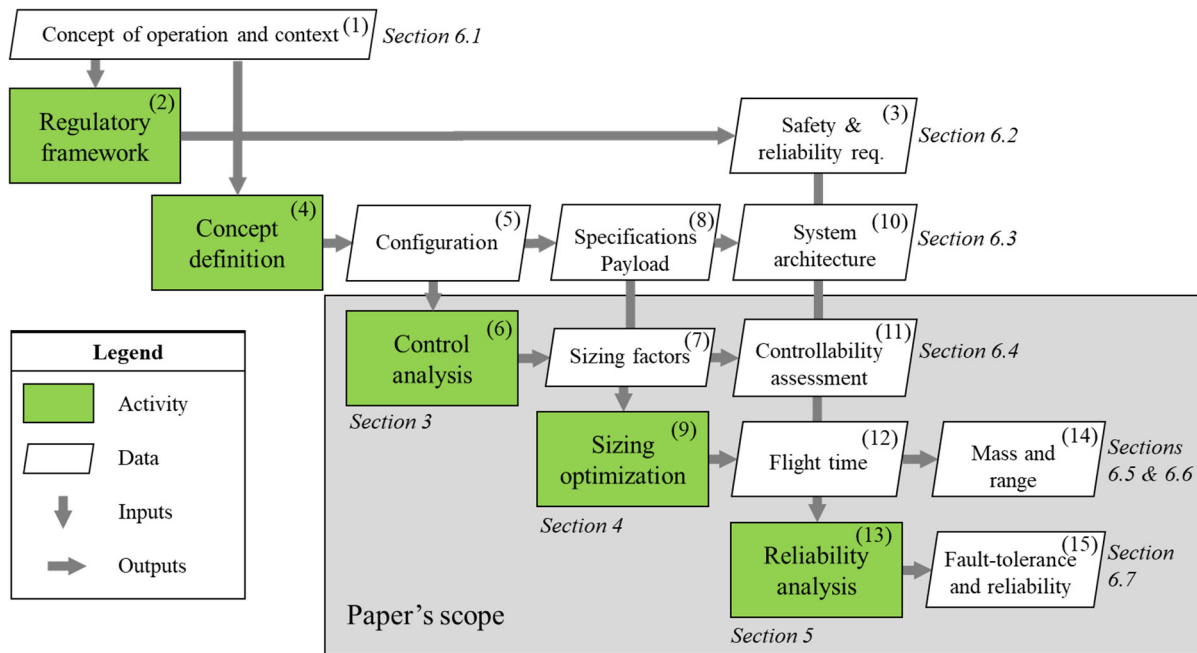 Concept of operation and context
(1)
Section 6.1
(2)
Regulatory
framework
(3)
Safety &
reliability req.
Section 6.2
(4)
Concept
definition
(5)
Configuration
(8)
Specifications
Payload
(10)
System
architecture
Section 6.3
(6)
Control
analysis
Section 3
(7)
Sizing factors
(11)
Controllability
assessment
Section 6.4
(9)
Sizing
optimization
Section 4
(12)
Flight time
(14)
Mass and
range
Sections
6.5 & 6.6
(13)
Reliability
analysis
Section 5
(15)
Fault-tolerance
and reliability
Section
6.7
Paper's scope
Legend
Activity
Data
Inputs
Outputs